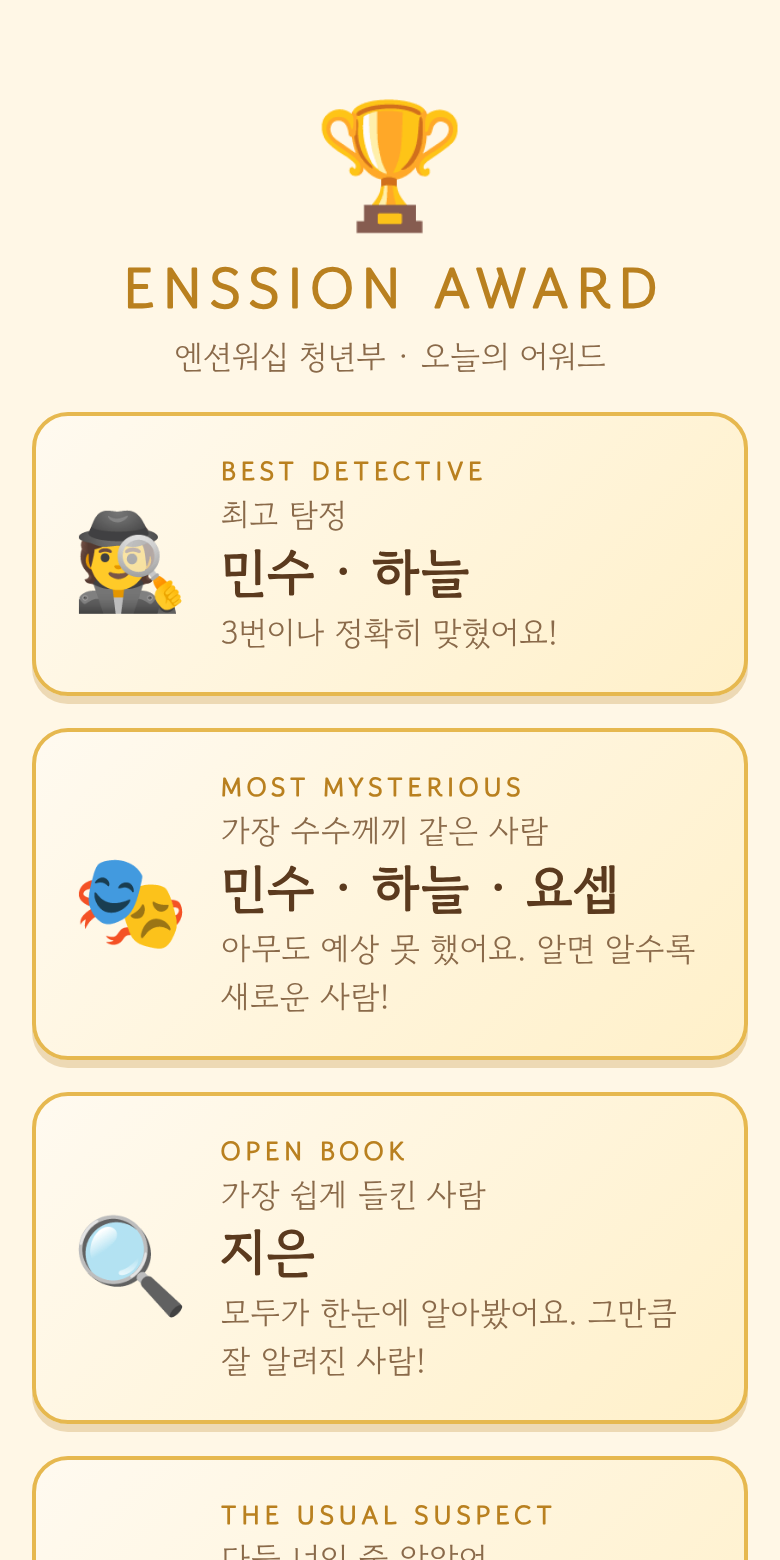 ENSSION AWARD
엔션워십 청년부 · 오늘의 어워드
BEST DETECTIVE
최고 탐정
민수 · 하늘
3번이나 정확히 맞혔어요!
MOST MYSTERIOUS
가장 수수께끼 같은 사람
민수 · 하늘 · 요셉
아무도 예상 못 했어요. 알면 알수록
새로운 사람!
OPEN BOOK
가장 쉽게 들킨 사람
지은
모두가 한눈에 알아봤어요. 그만큼
잘 알려진 사람!
THE USUAL SUSPECT